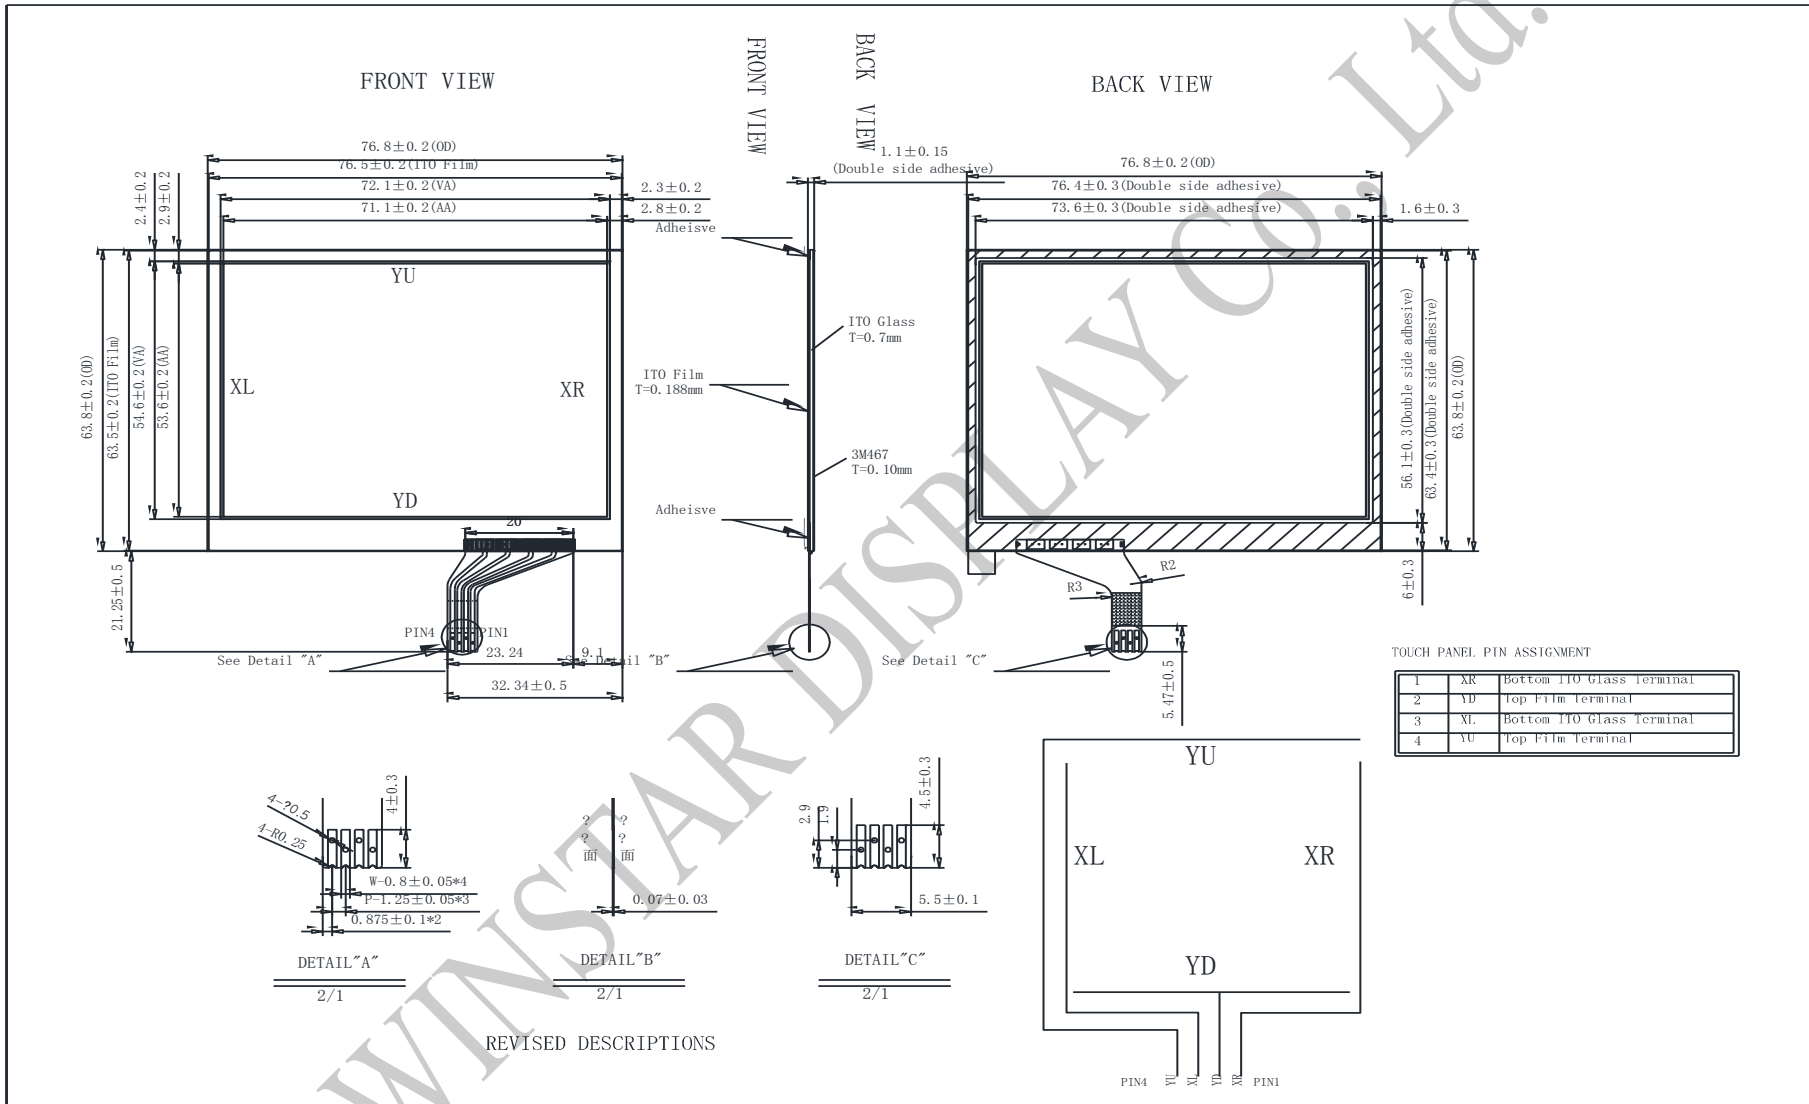 FRONT VIEW
FRONT VIEW
BACK VIEW
BACK VIEW
76.8±0.2(OD)
76.5±0.2(ITO Film)
72.1±0.2(VA)
71.1±0.2(AA)
2.3±0.2
2.8±0.2
2.4±0.2
2.9±0.2
63.8±0.2(OD)
63.5±0.2(ITO Film)
54.6±0.2(VA)
53.6±0.2(AA)
YU
XL
XR
YD
20
21.25±0.5
PIN4
PIN1
23.24
9.1
32.34±0.5
See Detail "A"
1.1±0.15
(Double side adhesive)
Adheisve
ITO Glass
T=0.7mm
ITO Film
T=0.188mm
3M467
T=0.10mm
Adheisve
See Detail "B"
76.8±0.2(OD)
76.4±0.3(Double side adhesive)
73.6±0.3(Double side adhesive)
1.6±0.3
56.1±0.3(Double side adhesive)
63.4±0.3(Double side adhesive)
63.8±0.2(OD)
6±0.3
R2
R3
5.47±0.5
See Detail "C"
TOUCH PANEL PIN ASSIGNMENT
1 XR Bottom ITO Glass Terminal
2 YD Top Film Terminal
3 XL Bottom ITO Glass Terminal
4 YU Top Film Terminal
4-?0.5
4-R0.25
4±0.3
W-0.8±0.05*4
P-1.25±0.05*3
0.875±0.1*2
DETAIL"A"
2/1
? ?
? ?
面 面
0.07±0.03
DETAIL"B"
2/1
2.9
1.9
4.5±0.3
5.5±0.1
DETAIL"C"
2/1
YU
XL
XR
YD
PIN4 YU XL YD XR PIN1
REVISED DESCRIPTIONS
WINSTAR DISPLAY Co., Ltd.